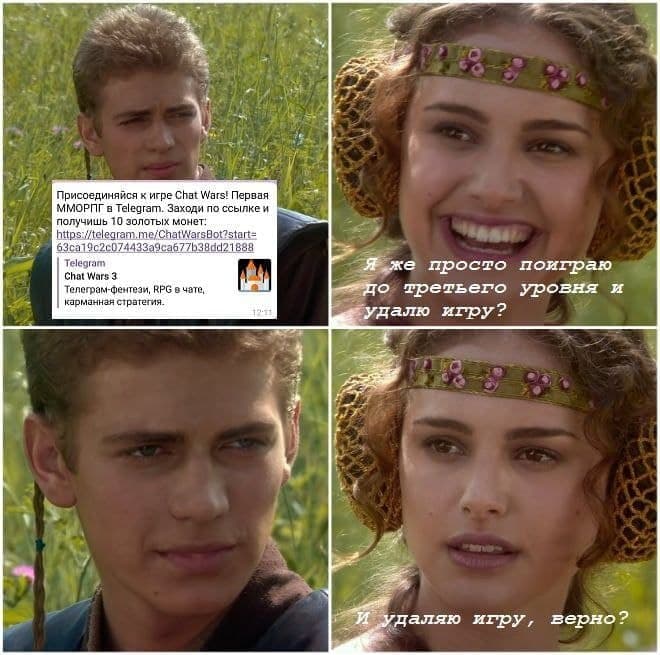 Присоединяйся к игре Chat Wars! Первая
ММОРПГ в Telegram. Заходи по ссылке и
получишь 10 золотых монет:
https://telegram.me/ChatWarsBot?start=
63ca19c2c074433a9ca677b38dd21888
Telegram
Chat Wars 3
Телеграм-фентези, RPG в чате,
карманная стратегия.
12:11
Я же просто поиграю
до третьего уровня и
удалю игру?
И удаляю игру, верно?